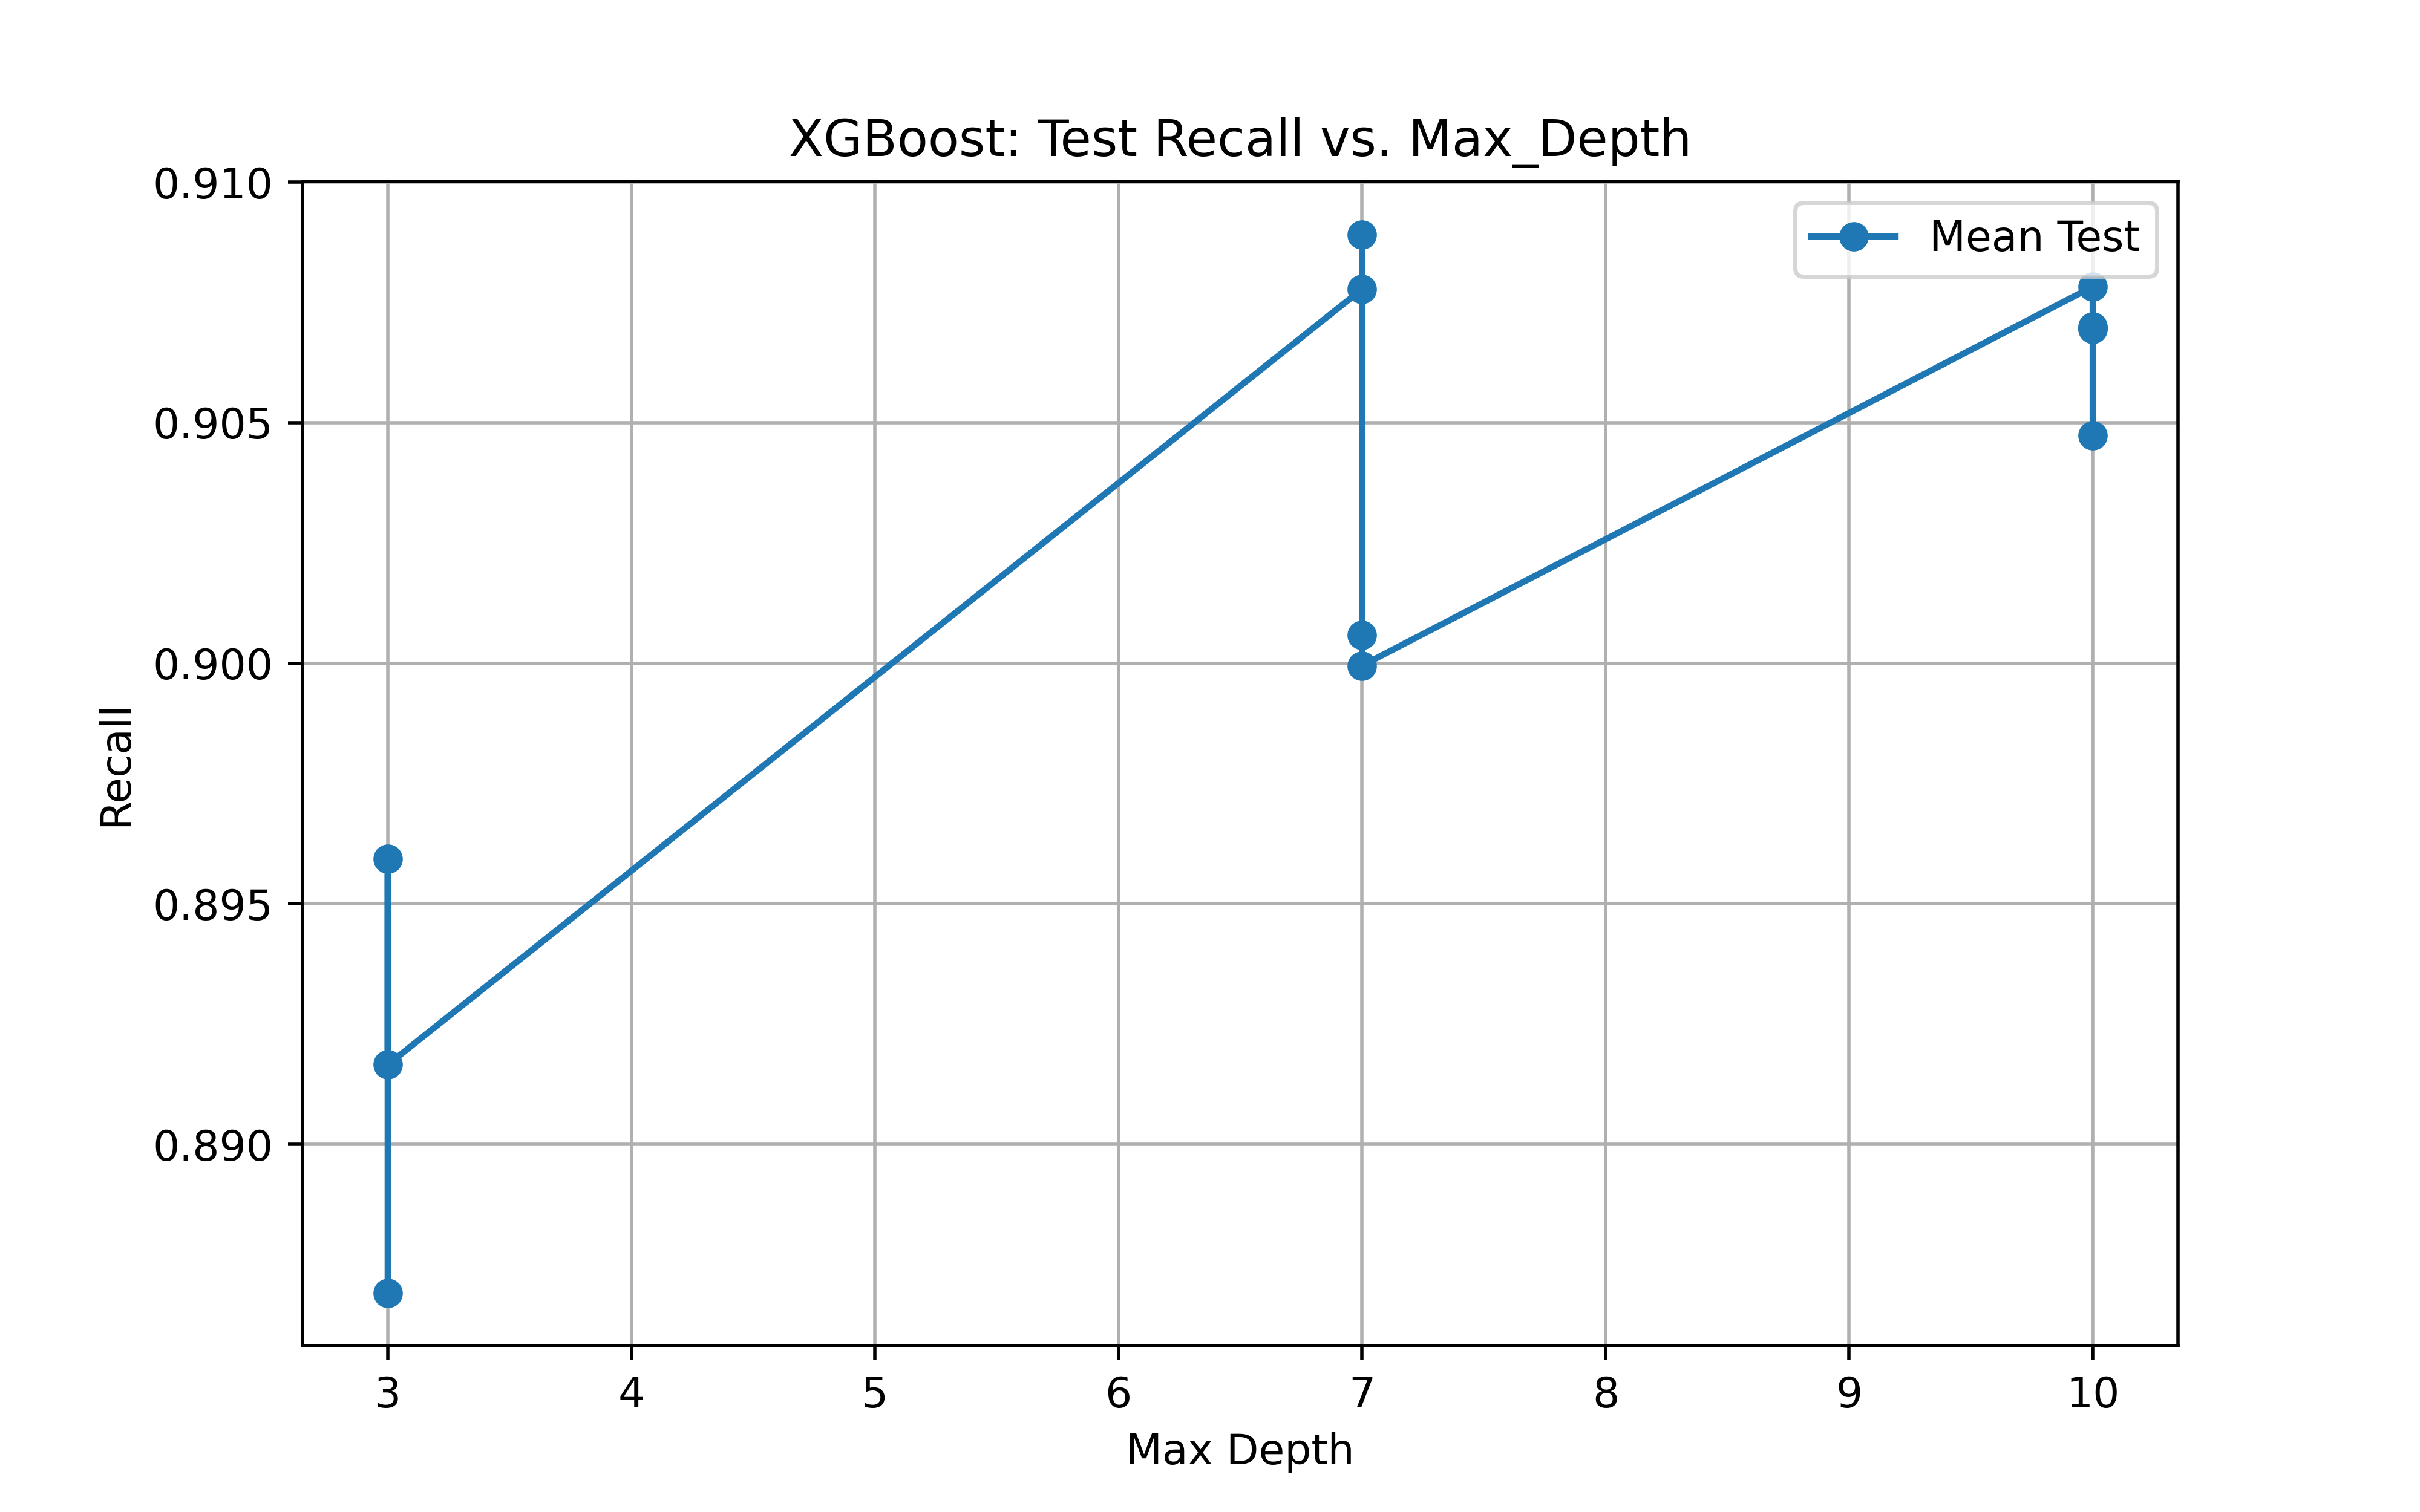 XGBoost: Test Recall vs. Max_Depth
Mean Test
0.910
0.905
0.900
0.895
0.890
Recall
3 4 5 6 7 8 9 10
Max Depth